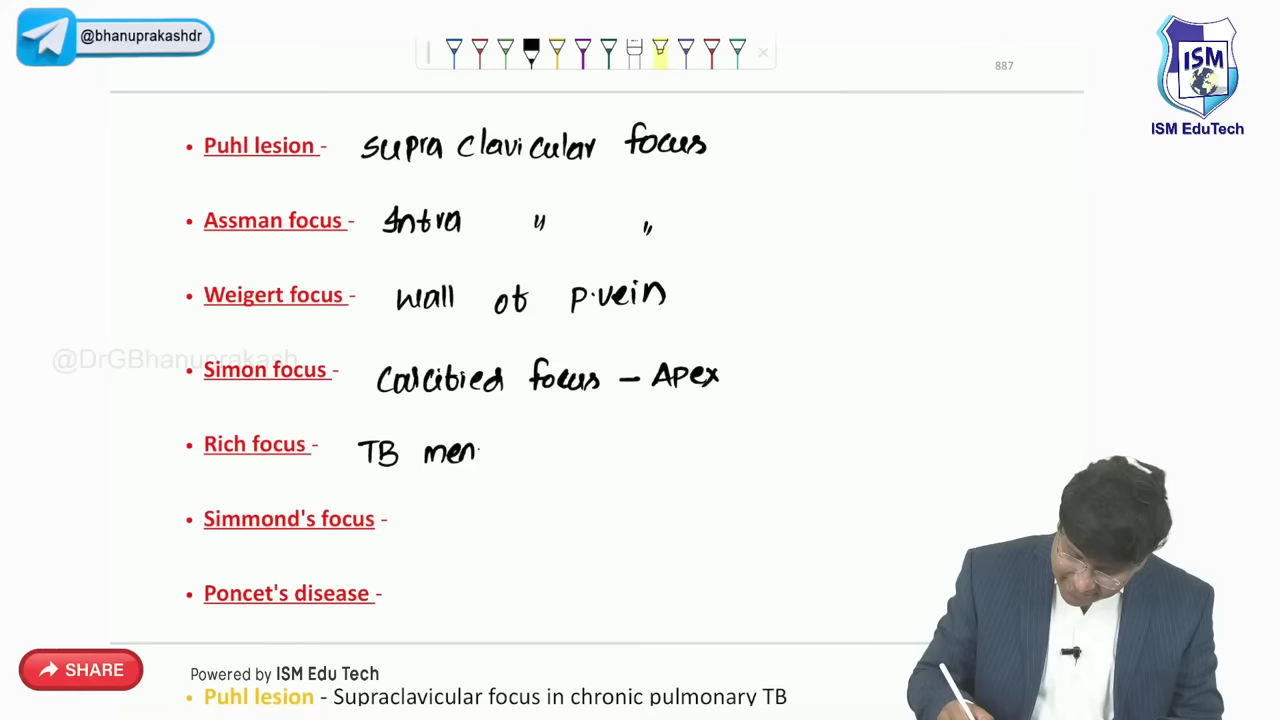 @bhanuprakashdr
887
ISM
ISM EduTech
• Puhl lesion - Supra clavicular focus
• Assman focus - Infra " "
• Weigert focus - wall of p.vein
@DrGBhanuprakash
• Simon focus - Calcified focus - Apex
• Rich focus - TB men
• Simmond's focus -
• Poncet's disease -
SHARE
Powered by ISM Edu Tech
• Puhl lesion - Supraclavicular focus in chronic pulmonary TB